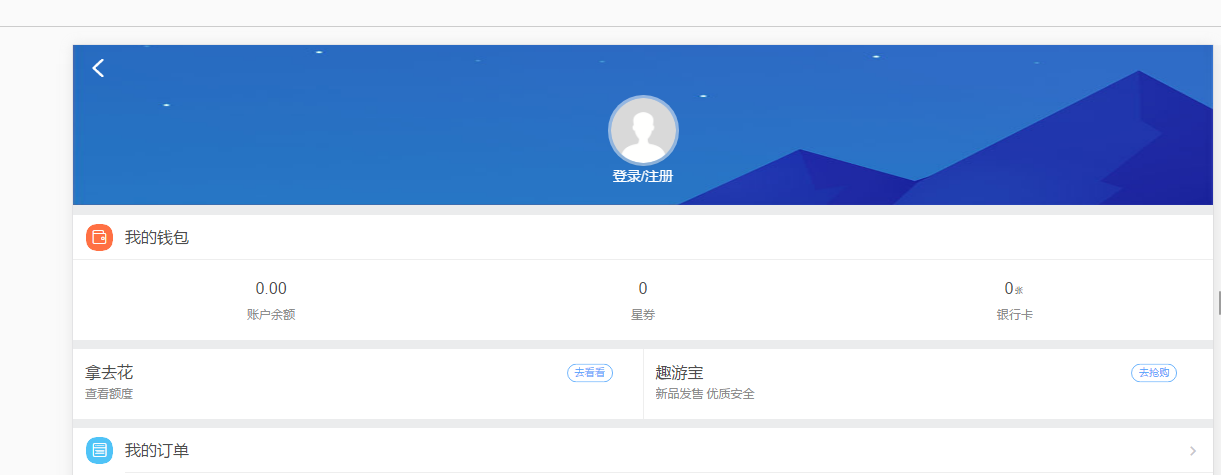 登录/注册
我的钱包
0.00
0
0张
账户余额
星券
银行卡
拿去花
去看看
查看额度
趣游宝
去抢购
新品发售 优质安全
我的订单